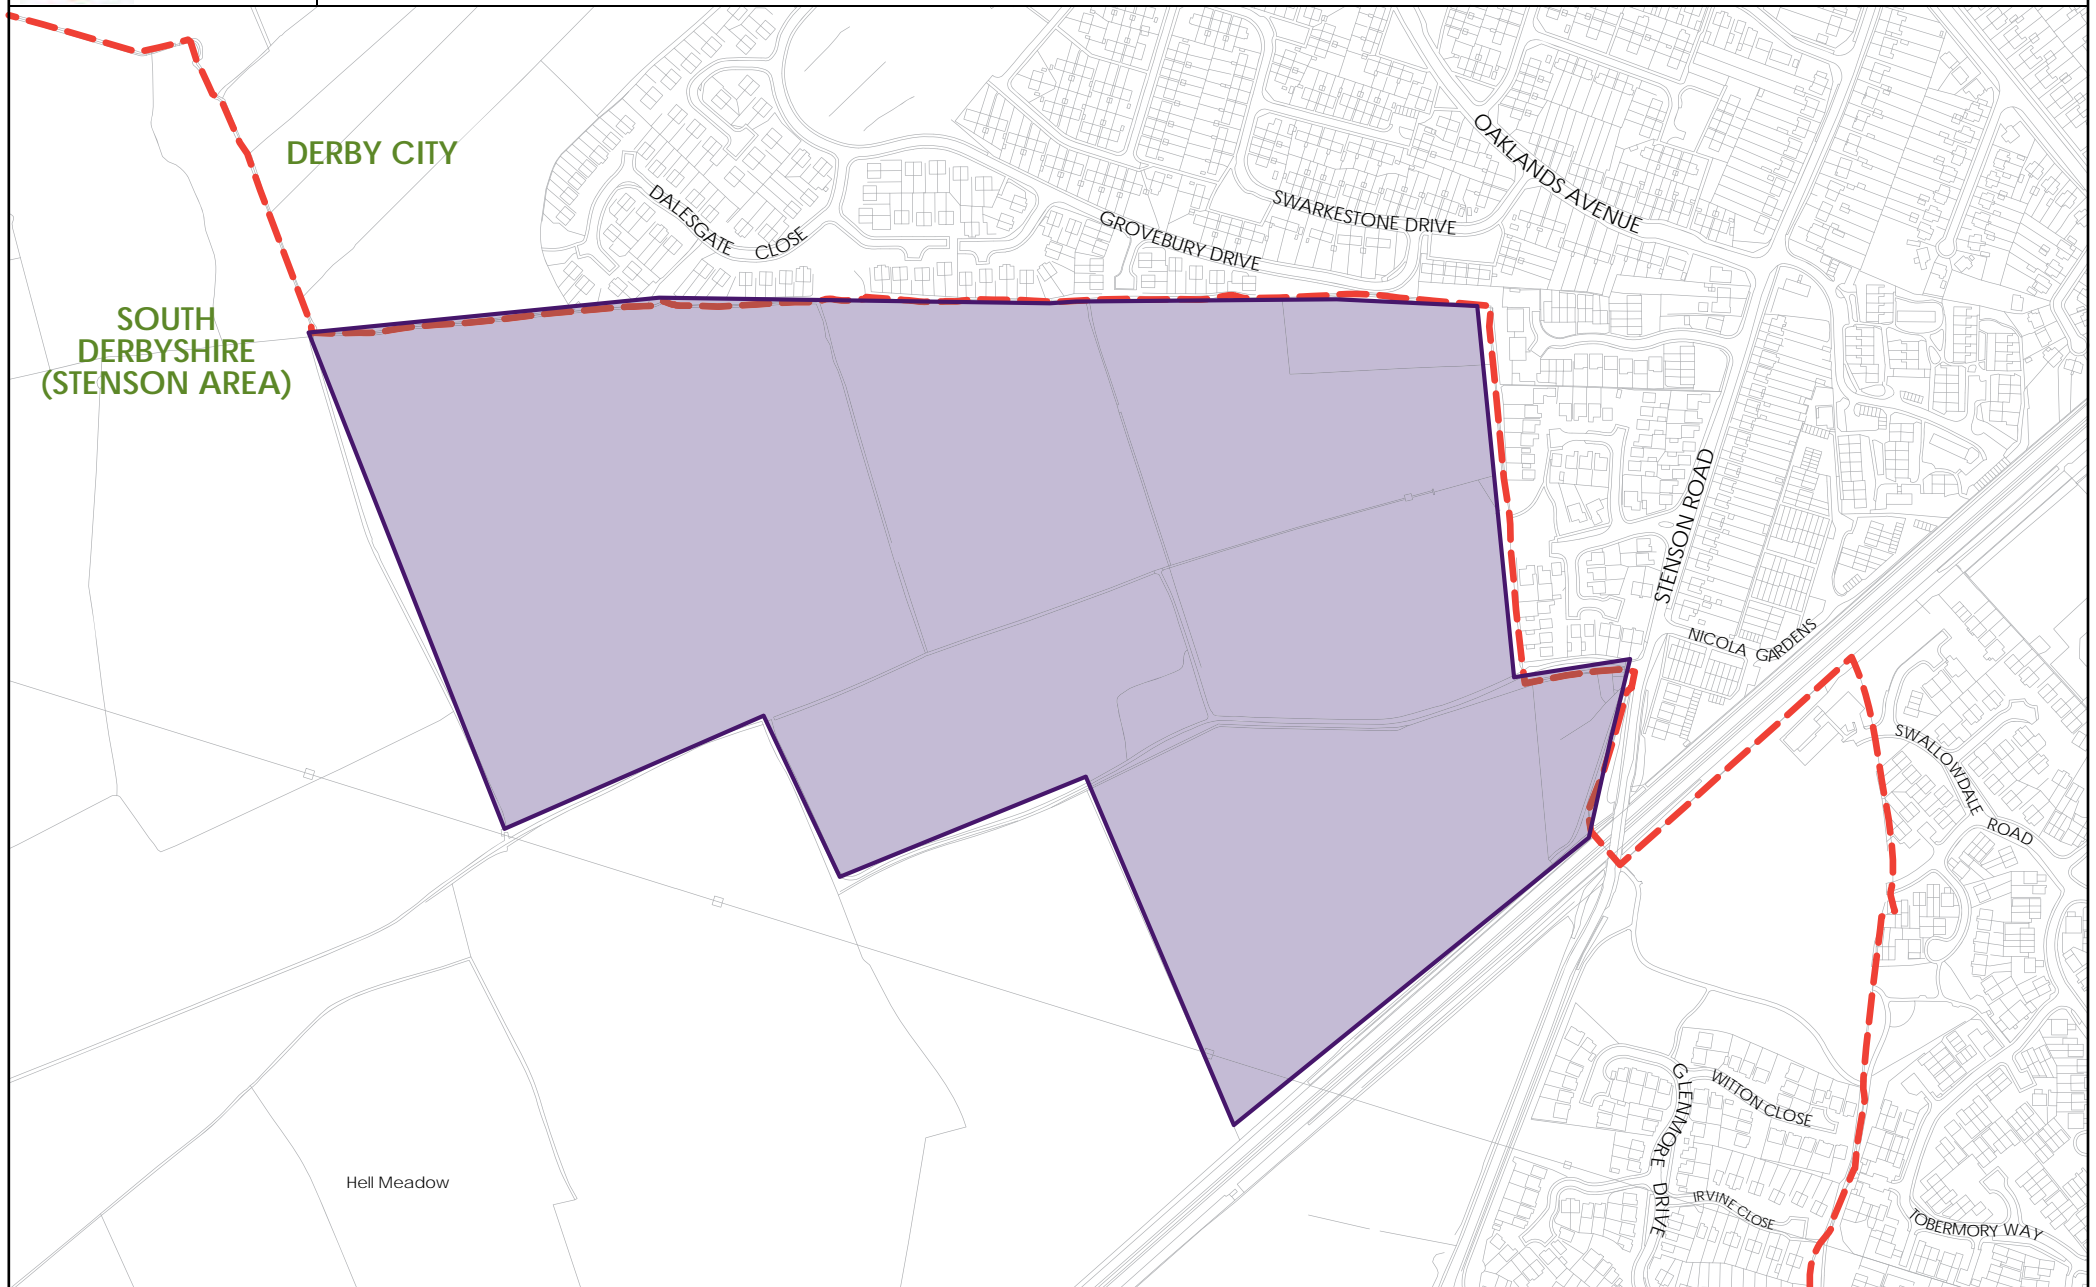 DERBY CITY
SOUTH
DERBYSHIRE
(STENSON AREA)
OAKLANDS AVENUE
DALESGATE CLOSE
SWARKESTONE DRIVE
GROVEBURY DRIVE
STENSON ROAD
NICOLA GARDENS
SWALLOWDALE ROAD
GLENMORE DRIVE
WITTON CLOSE
IRVINE CLOSE
TOBERMORY WAY
Hell Meadow